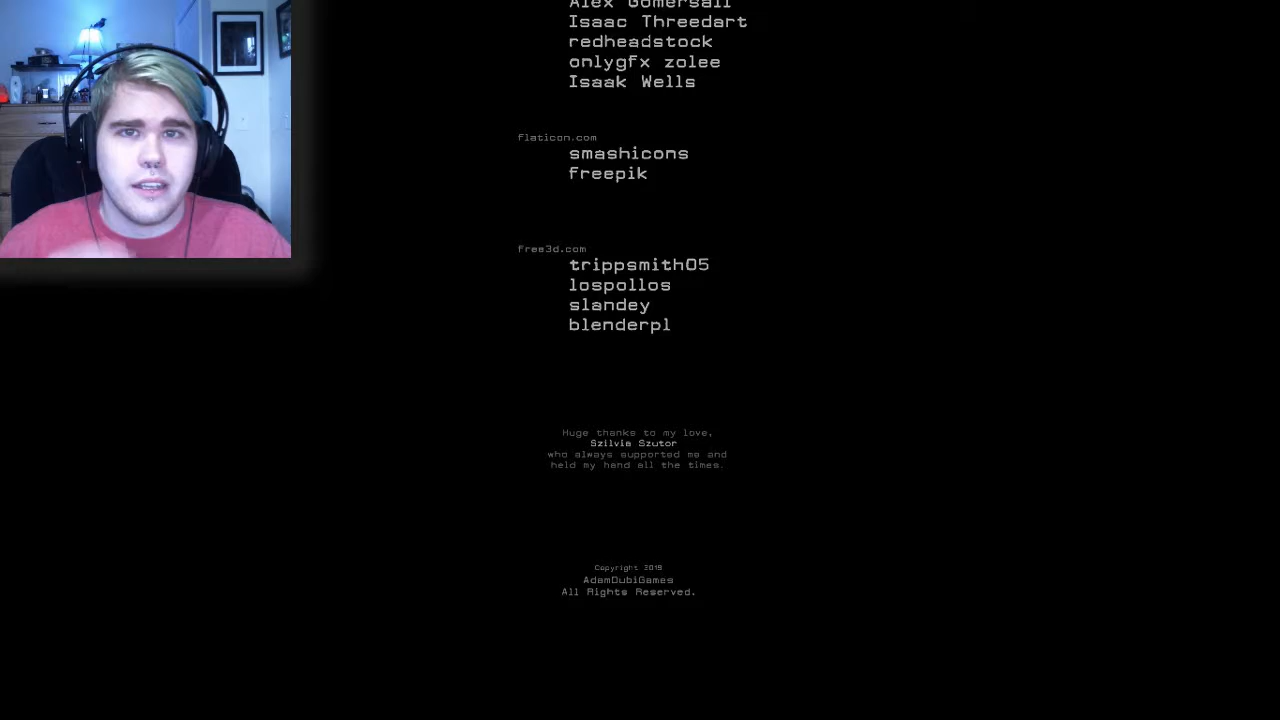 Alex Gomersall
Isaac Threedart
redheadstock
onlygfx zolee
Isaak Wells
flaticon.com
smashicons
freepik
free3d.com
trippsmith05
lospollos
slandey
blenderpl
Huge thanks to my love,
Szilvia Szutor
who always supported me and
held my hand all the times.
Copyright 2019
AdamDubiGames
All Rights Reserved.